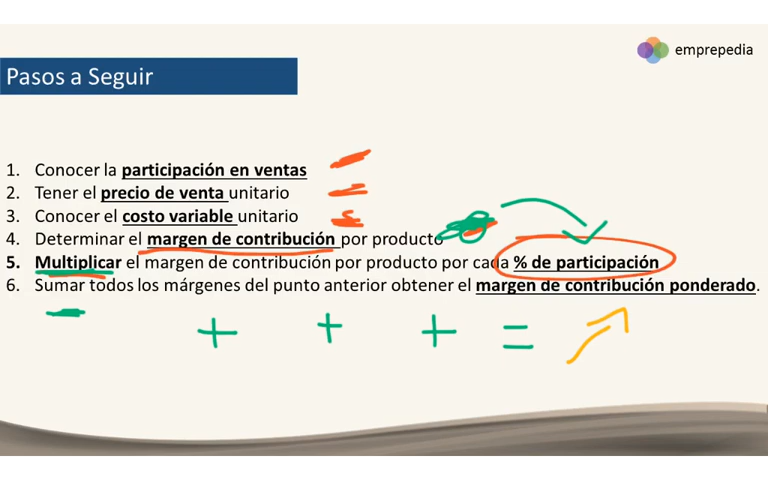 emprepedia
Pasos a Seguir
1. Conocer la participación en ventas
2. Tener el precio de venta unitario
3. Conocer el costo variable unitario
4. Determinar el margen de contribución por producto
5. Multiplicar el margen de contribución por producto por cada % de participación
6. Sumar todos los márgenes del punto anterior obtener el margen de contribución ponderado.
+ + + =